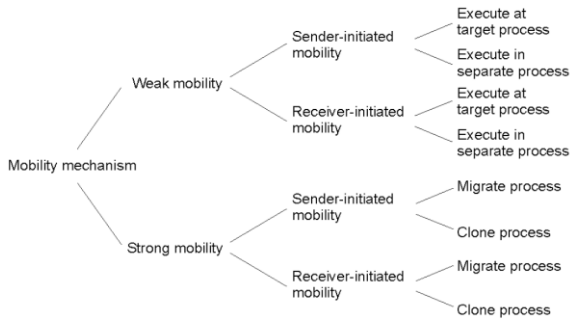 Execute at
target process
Sender-initiated
mobility
Execute in
separate process
Weak mobility
Execute at
target process
Receiver-initiated
mobility
Execute in
separate process
Mobility mechanism
Migrate process
Sender-initiated
mobility
Clone process
Strong mobility
Migrate process
Receiver-initiated
mobility
Clone process